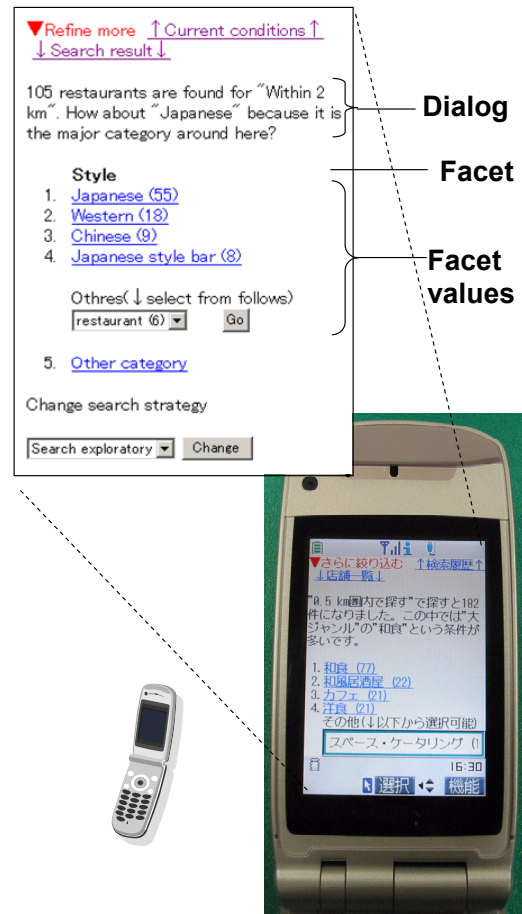 ▼Refine more ↑Current conditions↑
↓Search result↓
105 restaurants are found for "Within 2
km". How about "Japanese" because it is
the major category around here?
Dialog
Style
Facet
1. Japanese (55)
2. Western (18)
3. Chinese (9)
4. Japanese style bar (8)
Facet
values
Othres(↓select from follows)
restaurant (6) Go
5. Other category
Change search strategy
Search exploratory Change
▼さらに絞り込む ↑検索履歴↑
↓店舗一覧↓
"0.5 km圏内で探す"で探すと182
件になりました。この中では"大
ジャンル"の"和食"という条件が
多いです。
1. 和食 (77)
2. 和風居酒屋 (22)
3. カフェ (21)
4. 洋食 (21)
その他(↓以下から選択可能)
スペース・ケータリング (1
16:30
選択 機能